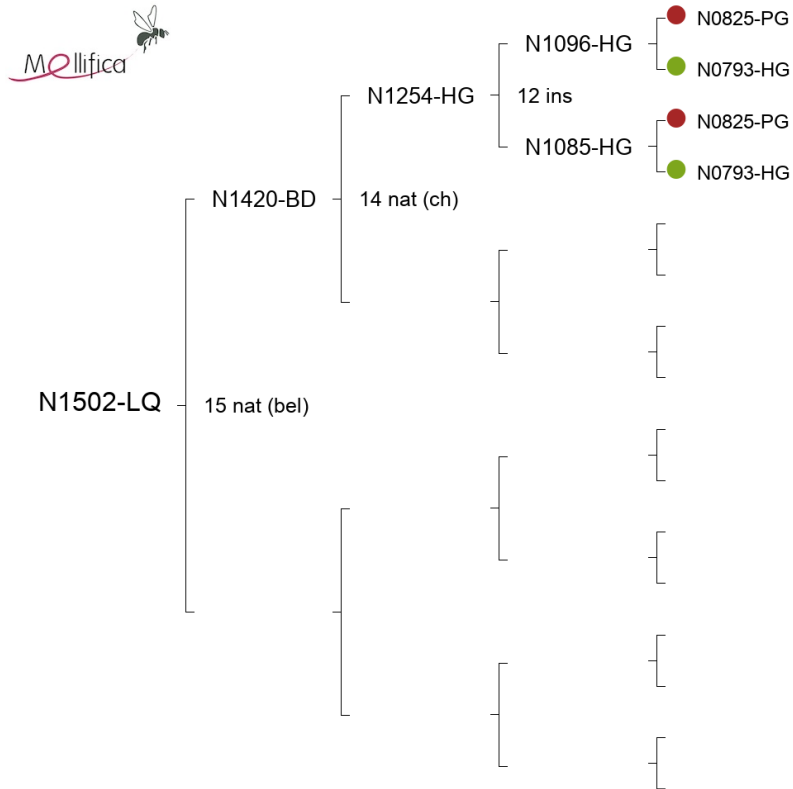 Mellifica
N0825-PG
N1096-HG
N0793-HG
N1254-HG
12 ins
N0825-PG
N1085-HG
N0793-HG
N1420-BD
14 nat (ch)
N1502-LQ
15 nat (bel)